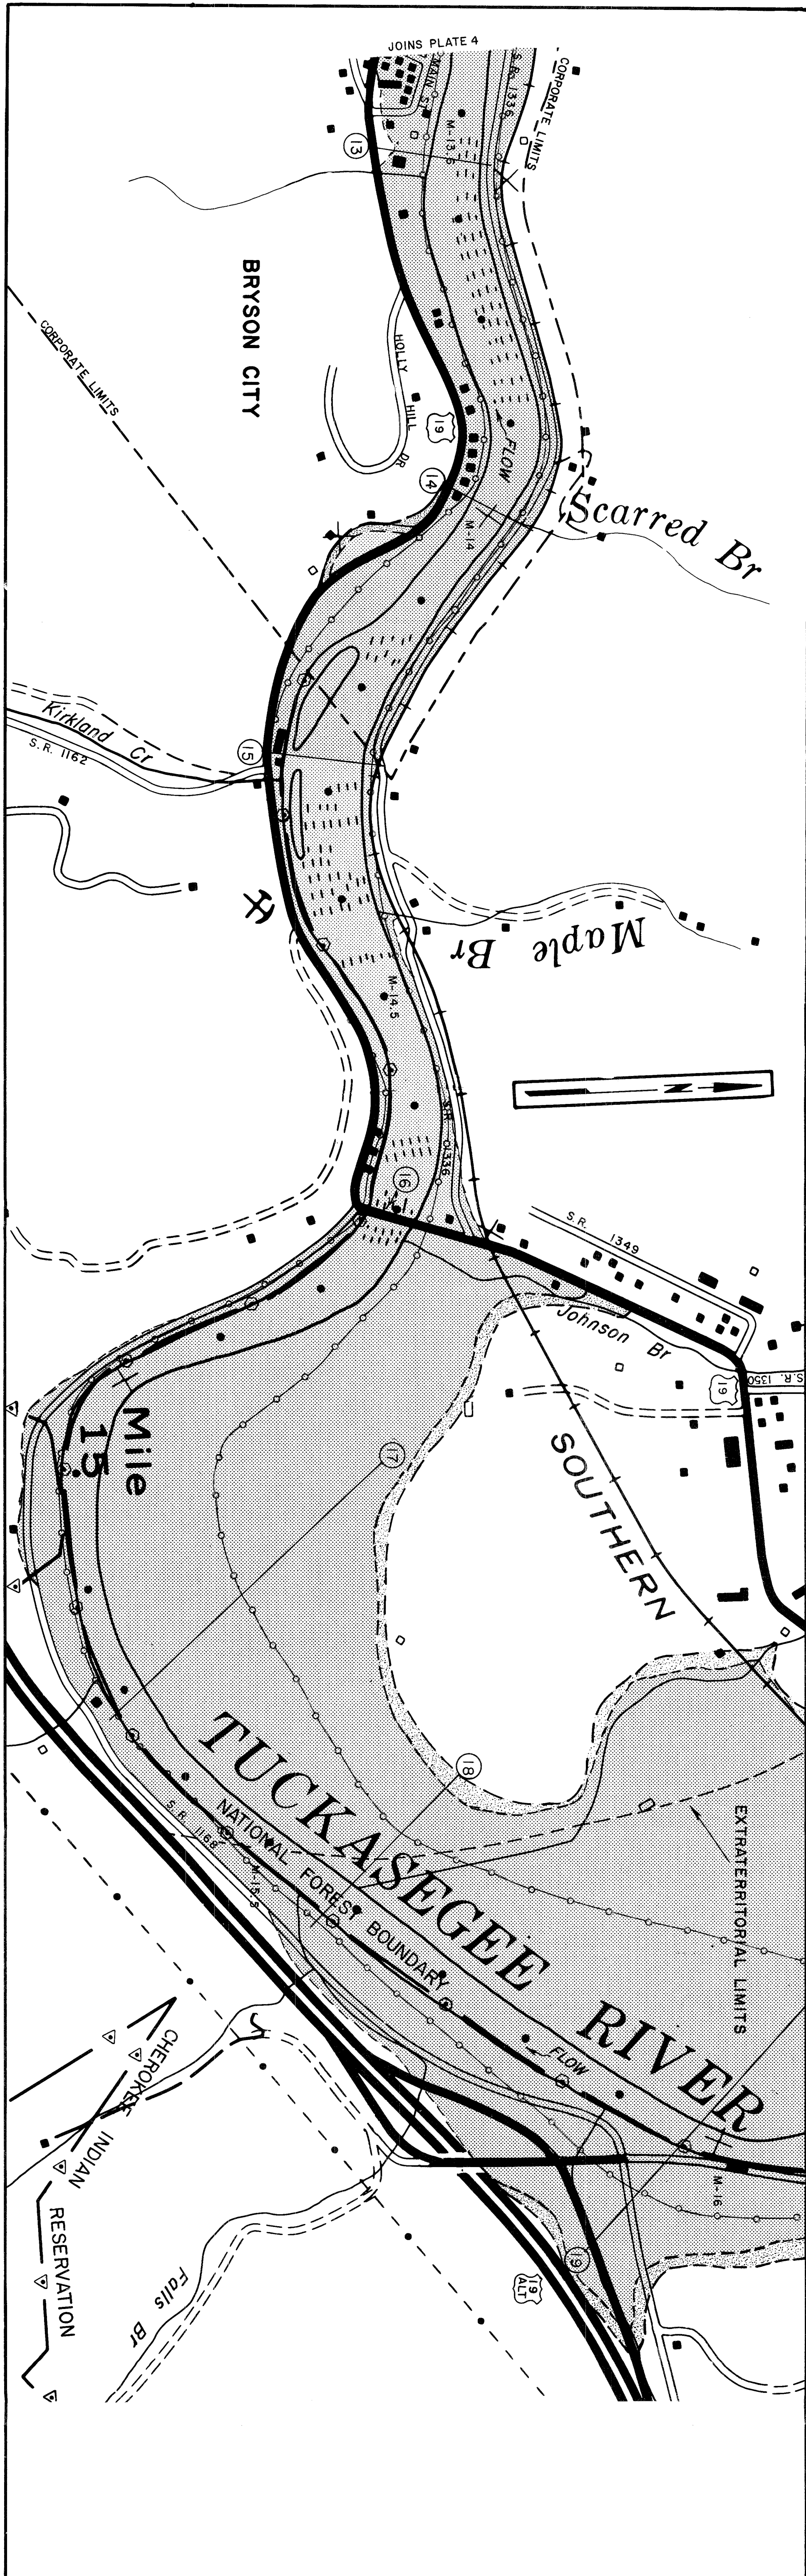 JOINS PLATE 4
MAIN ST
S.R. 1336
CORPORATE LIMITS
M-13.6
13
BRYSON CITY
CORPORATE LIMITS
HOLLY HILL DR
19
FLOW
14
M-14
Scarred Br
Kirkland Cr
S.R. 1162
15
Maple Br
M-14.5
N
S.R. 1336
16
S.R. 1349
Johnson Br
19
S.R. 1350
Mile
15
17
SOUTHERN
18
TUCKASEGEE RIVER
NATIONAL FOREST BOUNDARY
S.R. 1168
M-15.5
EXTRATERRITORIAL LIMITS
FLOW
CHEROKEE INDIAN RESERVATION
M-16
19
19 ALT
Falls Br